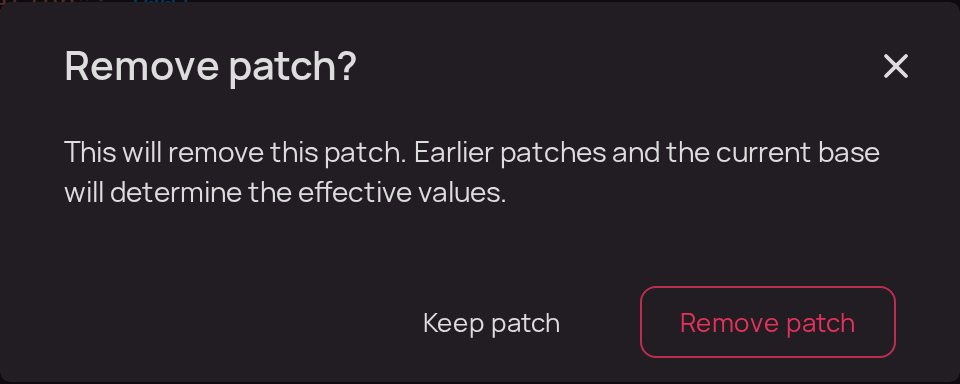 Remove patch?
This will remove this patch. Earlier patches and the current base
will determine the effective values.
Keep patch
Remove patch